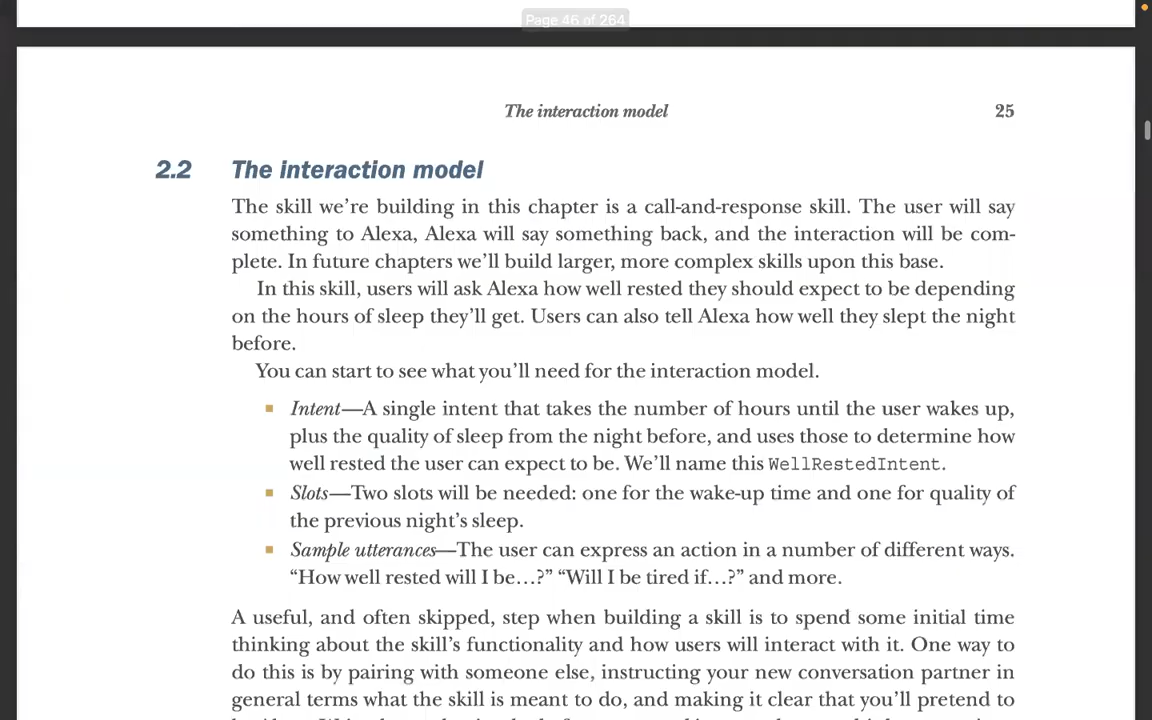 Page 46 of 264
The interaction model 25
2.2 The interaction model
The skill we're building in this chapter is a call-and-response skill. The user will say
something to Alexa, Alexa will say something back, and the interaction will be com-
plete. In future chapters we'll build larger, more complex skills upon this base.
In this skill, users will ask Alexa how well rested they should expect to be depending
on the hours of sleep they'll get. Users can also tell Alexa how well they slept the night
before.
You can start to see what you'll need for the interaction model.
■ Intent—A single intent that takes the number of hours until the user wakes up,
plus the quality of sleep from the night before, and uses those to determine how
well rested the user can expect to be. We'll name this WellRestedIntent.
■ Slots—Two slots will be needed: one for the wake-up time and one for quality of
the previous night's sleep.
■ Sample utterances—The user can express an action in a number of different ways.
“How well rested will I be…?” “Will I be tired if…?” and more.
A useful, and often skipped, step when building a skill is to spend some initial time
thinking about the skill's functionality and how users will interact with it. One way to
do this is by pairing with someone else, instructing your new conversation partner in
general terms what the skill is meant to do, and making it clear that you'll pretend to